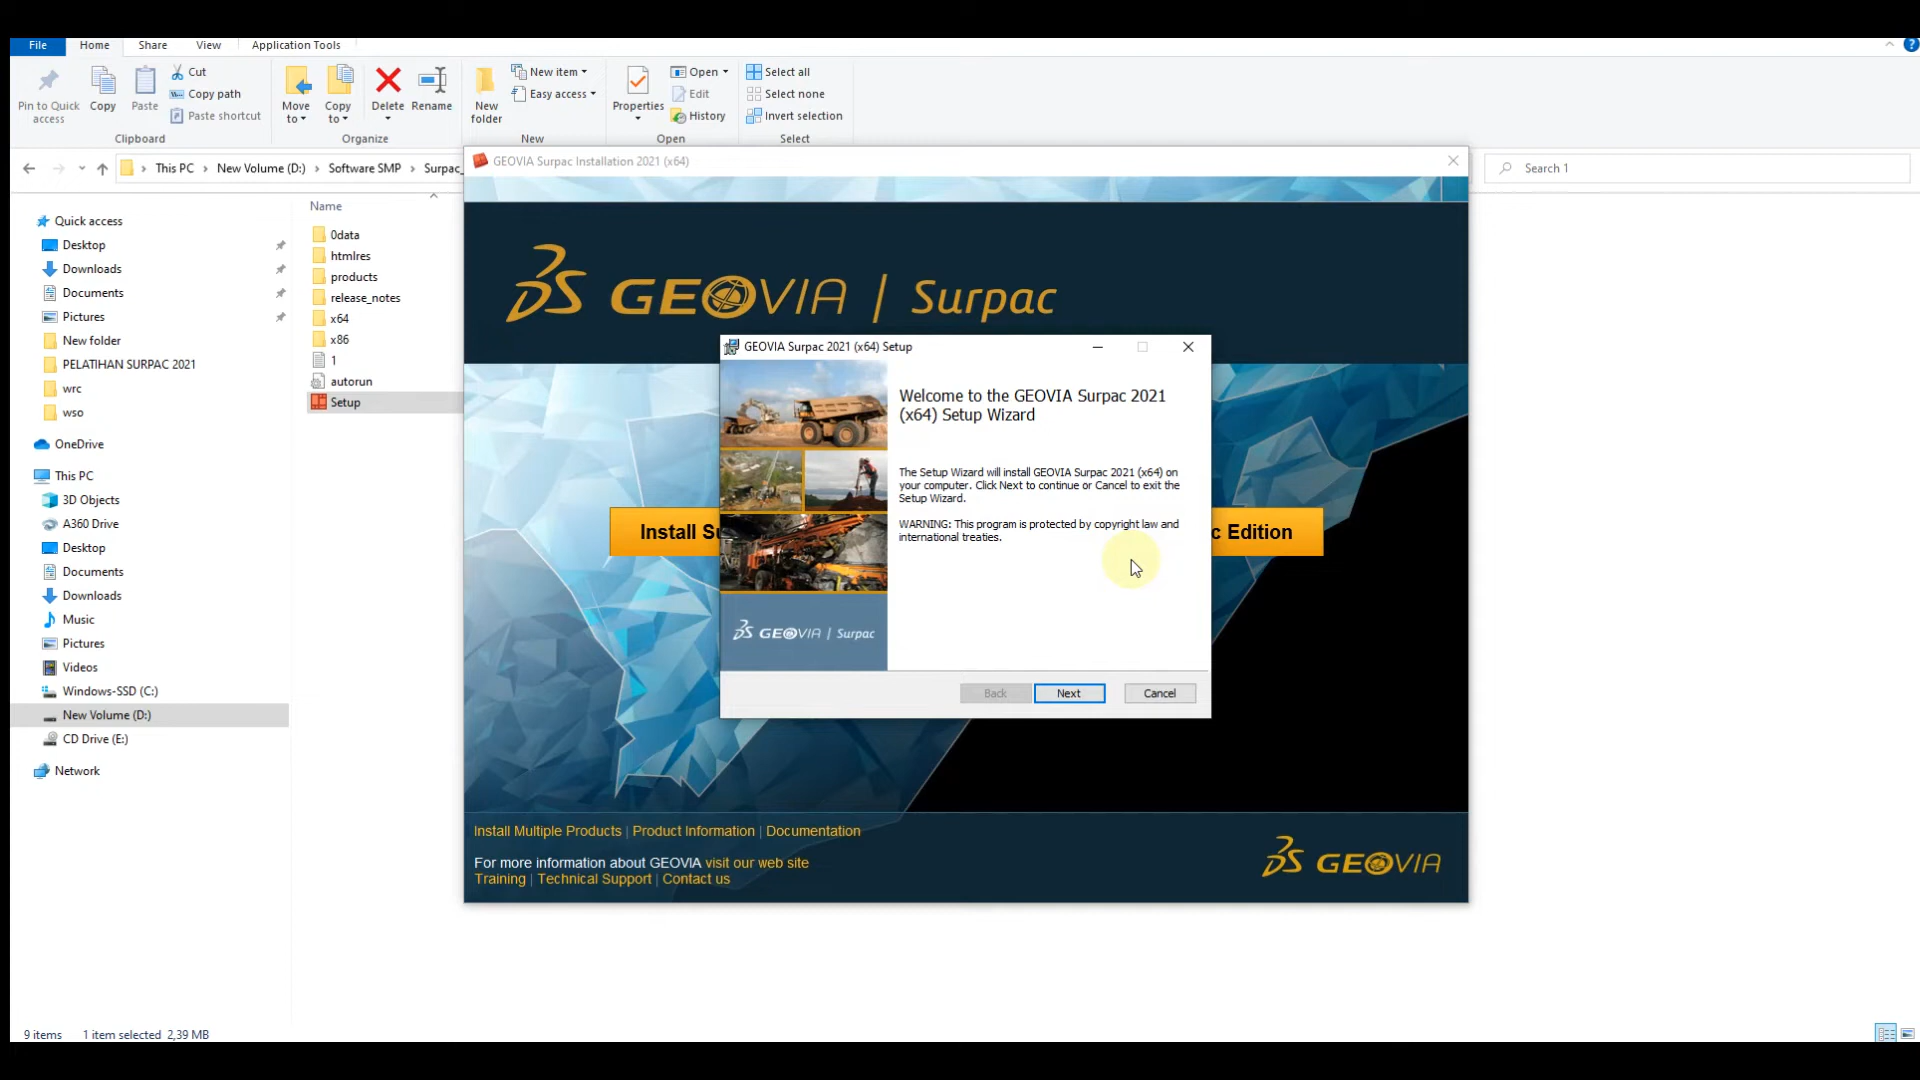 File Home Share View Application Tools
Pin to Quick access
Copy
Paste
Cut
Copy path
Paste shortcut
Clipboard
Move to
Copy to
Delete
Rename
Organize
New folder
New item
Easy access
New
Properties
Open
Edit
History
Open
Select all
Select none
Invert selection
Select
This PC > New Volume (D:) > Software SMP > Surpac_
Search 1
Quick access
Desktop
Downloads
Documents
Pictures
New folder
PELATIHAN SURPAC 2021
wrc
wso
OneDrive
This PC
3D Objects
A360 Drive
Desktop
Documents
Downloads
Music
Pictures
Videos
Windows-SSD (C:)
New Volume (D:)
CD Drive (E:)
Network
Name
0data
htmlres
products
release_notes
x64
x86
1
autorun
Setup
GEOVIA Surpac Installation 2021 (x64)
GEOVIA | Surpac
Install Su
c Edition
GEOVIA Surpac 2021 (x64) Setup
Welcome to the GEOVIA Surpac 2021
(x64) Setup Wizard
The Setup Wizard will install GEOVIA Surpac 2021 (x64) on
your computer. Click Next to continue or Cancel to exit the
Setup Wizard.
WARNING: This program is protected by copyright law and
international treaties.
GEOVIA | Surpac
Back Next Cancel
Install Multiple Products | Product Information | Documentation
For more information about GEOVIA visit our web site
Training | Technical Support | Contact us
GEOVIA
9 items 1 item selected 2,39 MB